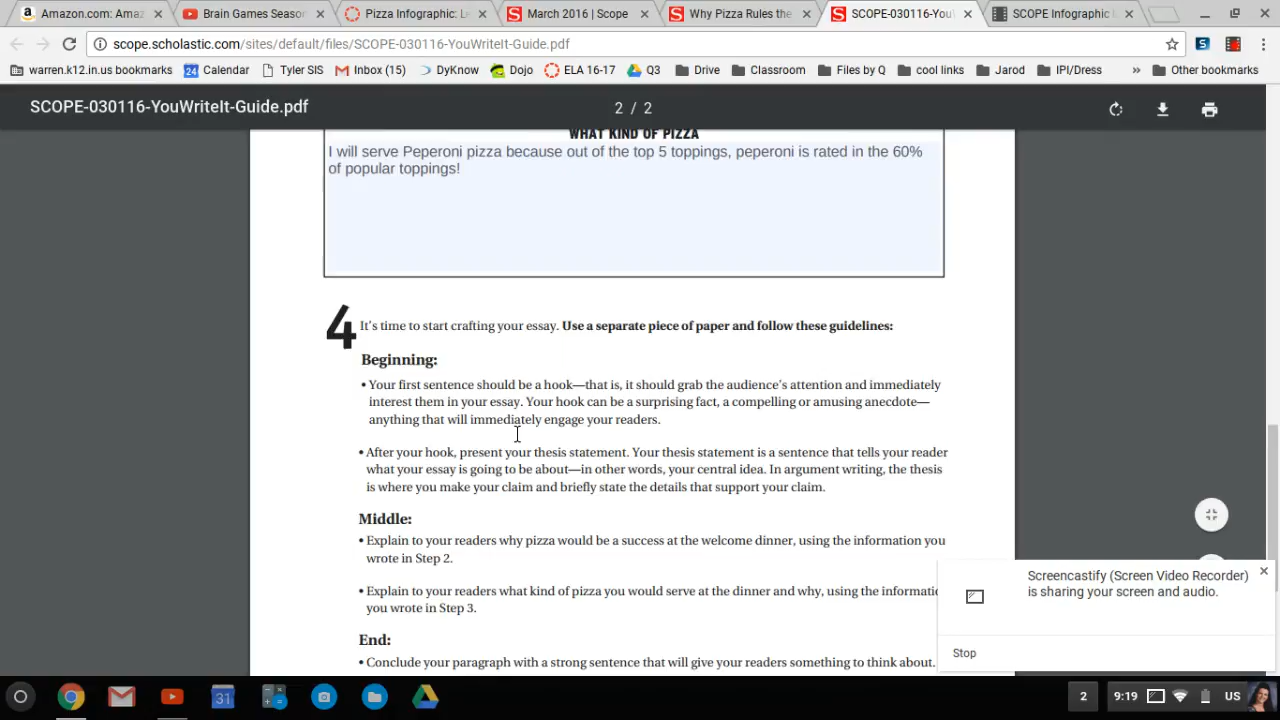 Amazon.com: Amaz
Brain Games Season
Pizza Infographic: Le
March 2016 | Scope
Why Pizza Rules the
SCOPE-030116-YouW
SCOPE Infographic
scope.scholastic.com/sites/default/files/SCOPE-030116-YouWriteIt-Guide.pdf
warren.k12.in.us bookmarks
Calendar
Tyler SIS
Inbox (15)
DyKnow
Dojo
ELA 16-17
Q3
Drive
Classroom
Files by Q
cool links
Jarod
IPI/Dress
»
Other bookmarks
SCOPE-030116-YouWriteIt-Guide.pdf
2 / 2
WHAT KIND OF PIZZA
I will serve Peperoni pizza because out of the top 5 toppings, peperoni is rated in the 60%
of popular toppings!
4 It's time to start crafting your essay. Use a separate piece of paper and follow these guidelines:
Beginning:
• Your first sentence should be a hook—that is, it should grab the audience's attention and immediately
interest them in your essay. Your hook can be a surprising fact, a compelling or amusing anecdote—
anything that will immediately engage your readers.
• After your hook, present your thesis statement. Your thesis statement is a sentence that tells your reader
what your essay is going to be about—in other words, your central idea. In argument writing, the thesis
is where you make your claim and briefly state the details that support your claim.
Middle:
• Explain to your readers why pizza would be a success at the welcome dinner, using the information you
wrote in Step 2.
• Explain to your readers what kind of pizza you would serve at the dinner and why, using the informatio
you wrote in Step 3.
End:
• Conclude your paragraph with a strong sentence that will give your readers something to think about.
Screencastify (Screen Video Recorder)
is sharing your screen and audio.
Stop
31
2
9:19
US